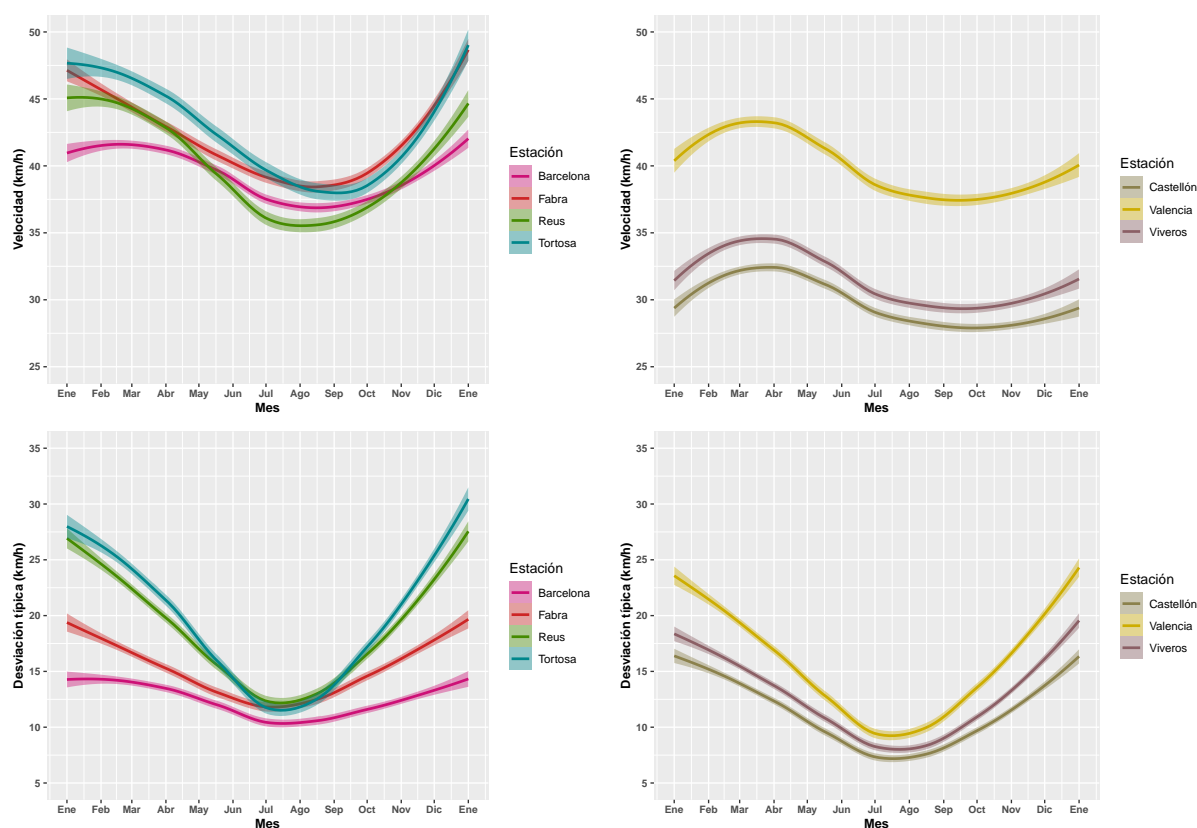 50
45
40
35
30
25
Velocidad (km/h)
Ene Feb Mar Abr May Jun Jul Ago Sep Oct Nov Dic Ene
Mes
Estación
Barcelona
Fabra
Reus
Tortosa
50
45
40
35
30
25
Velocidad (km/h)
Ene Feb Mar Abr May Jun Jul Ago Sep Oct Nov Dic Ene
Mes
Estación
Castellón
Valencia
Viveros
35
30
25
20
15
10
5
Desviación típica (km/h)
Ene Feb Mar Abr May Jun Jul Ago Sep Oct Nov Dic Ene
Mes
Estación
Barcelona
Fabra
Reus
Tortosa
35
30
25
20
15
10
5
Desviación típica (km/h)
Ene Feb Mar Abr May Jun Jul Ago Sep Oct Nov Dic Ene
Mes
Estación
Castellón
Valencia
Viveros